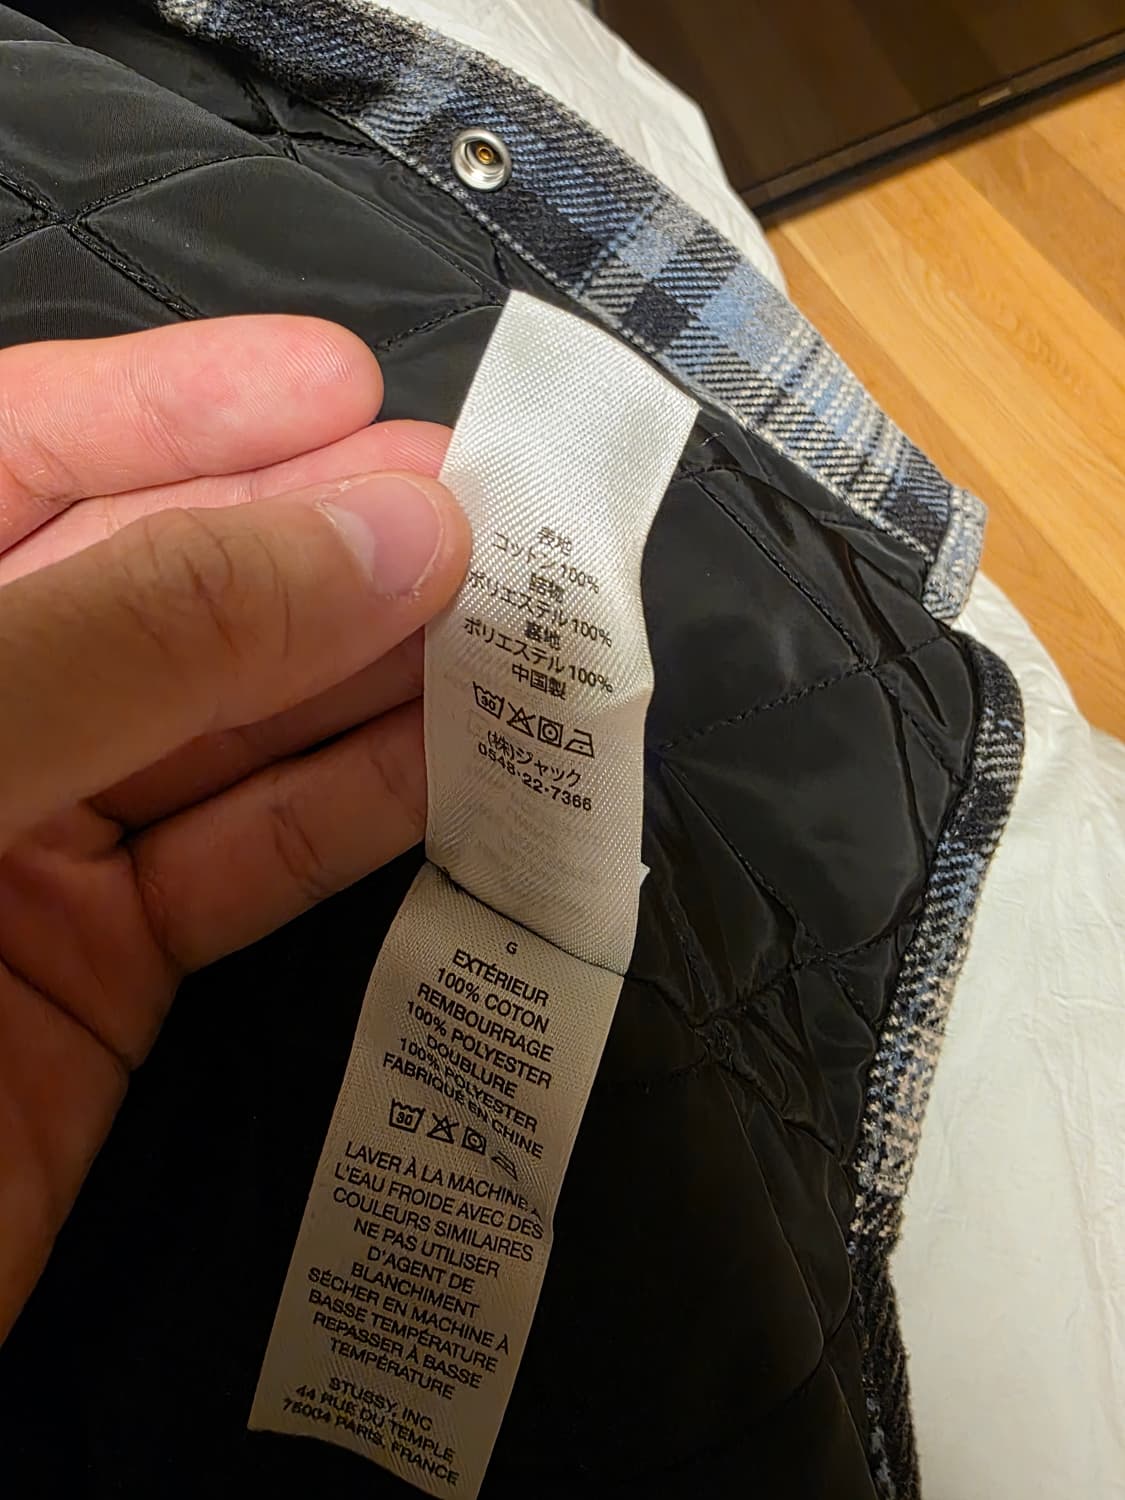 表地
コットン100%
詰物
ポリエステル100%
裏地
ポリエステル100%
中国製
30
(株)ジャック
0548-22-7366
G
EXTÉRIEUR
100% COTON
REMBOURRAGE
100% POLYESTER
DOUBLURE
100% POLYESTER
FABRIQUÉ EN CHINE
30
LAVER À LA MACHINE À
L'EAU FROIDE AVEC DES
COULEURS SIMILAIRES
NE PAS UTILISER
D'AGENT DE
BLANCHIMENT
SÉCHER EN MACHINE À
BASSE TEMPÉRATURE
REPASSER À BASSE
TEMPÉRATURE
STUSSY, INC
44 RUE DU TEMPLE
75004 PARIS, FRANCE